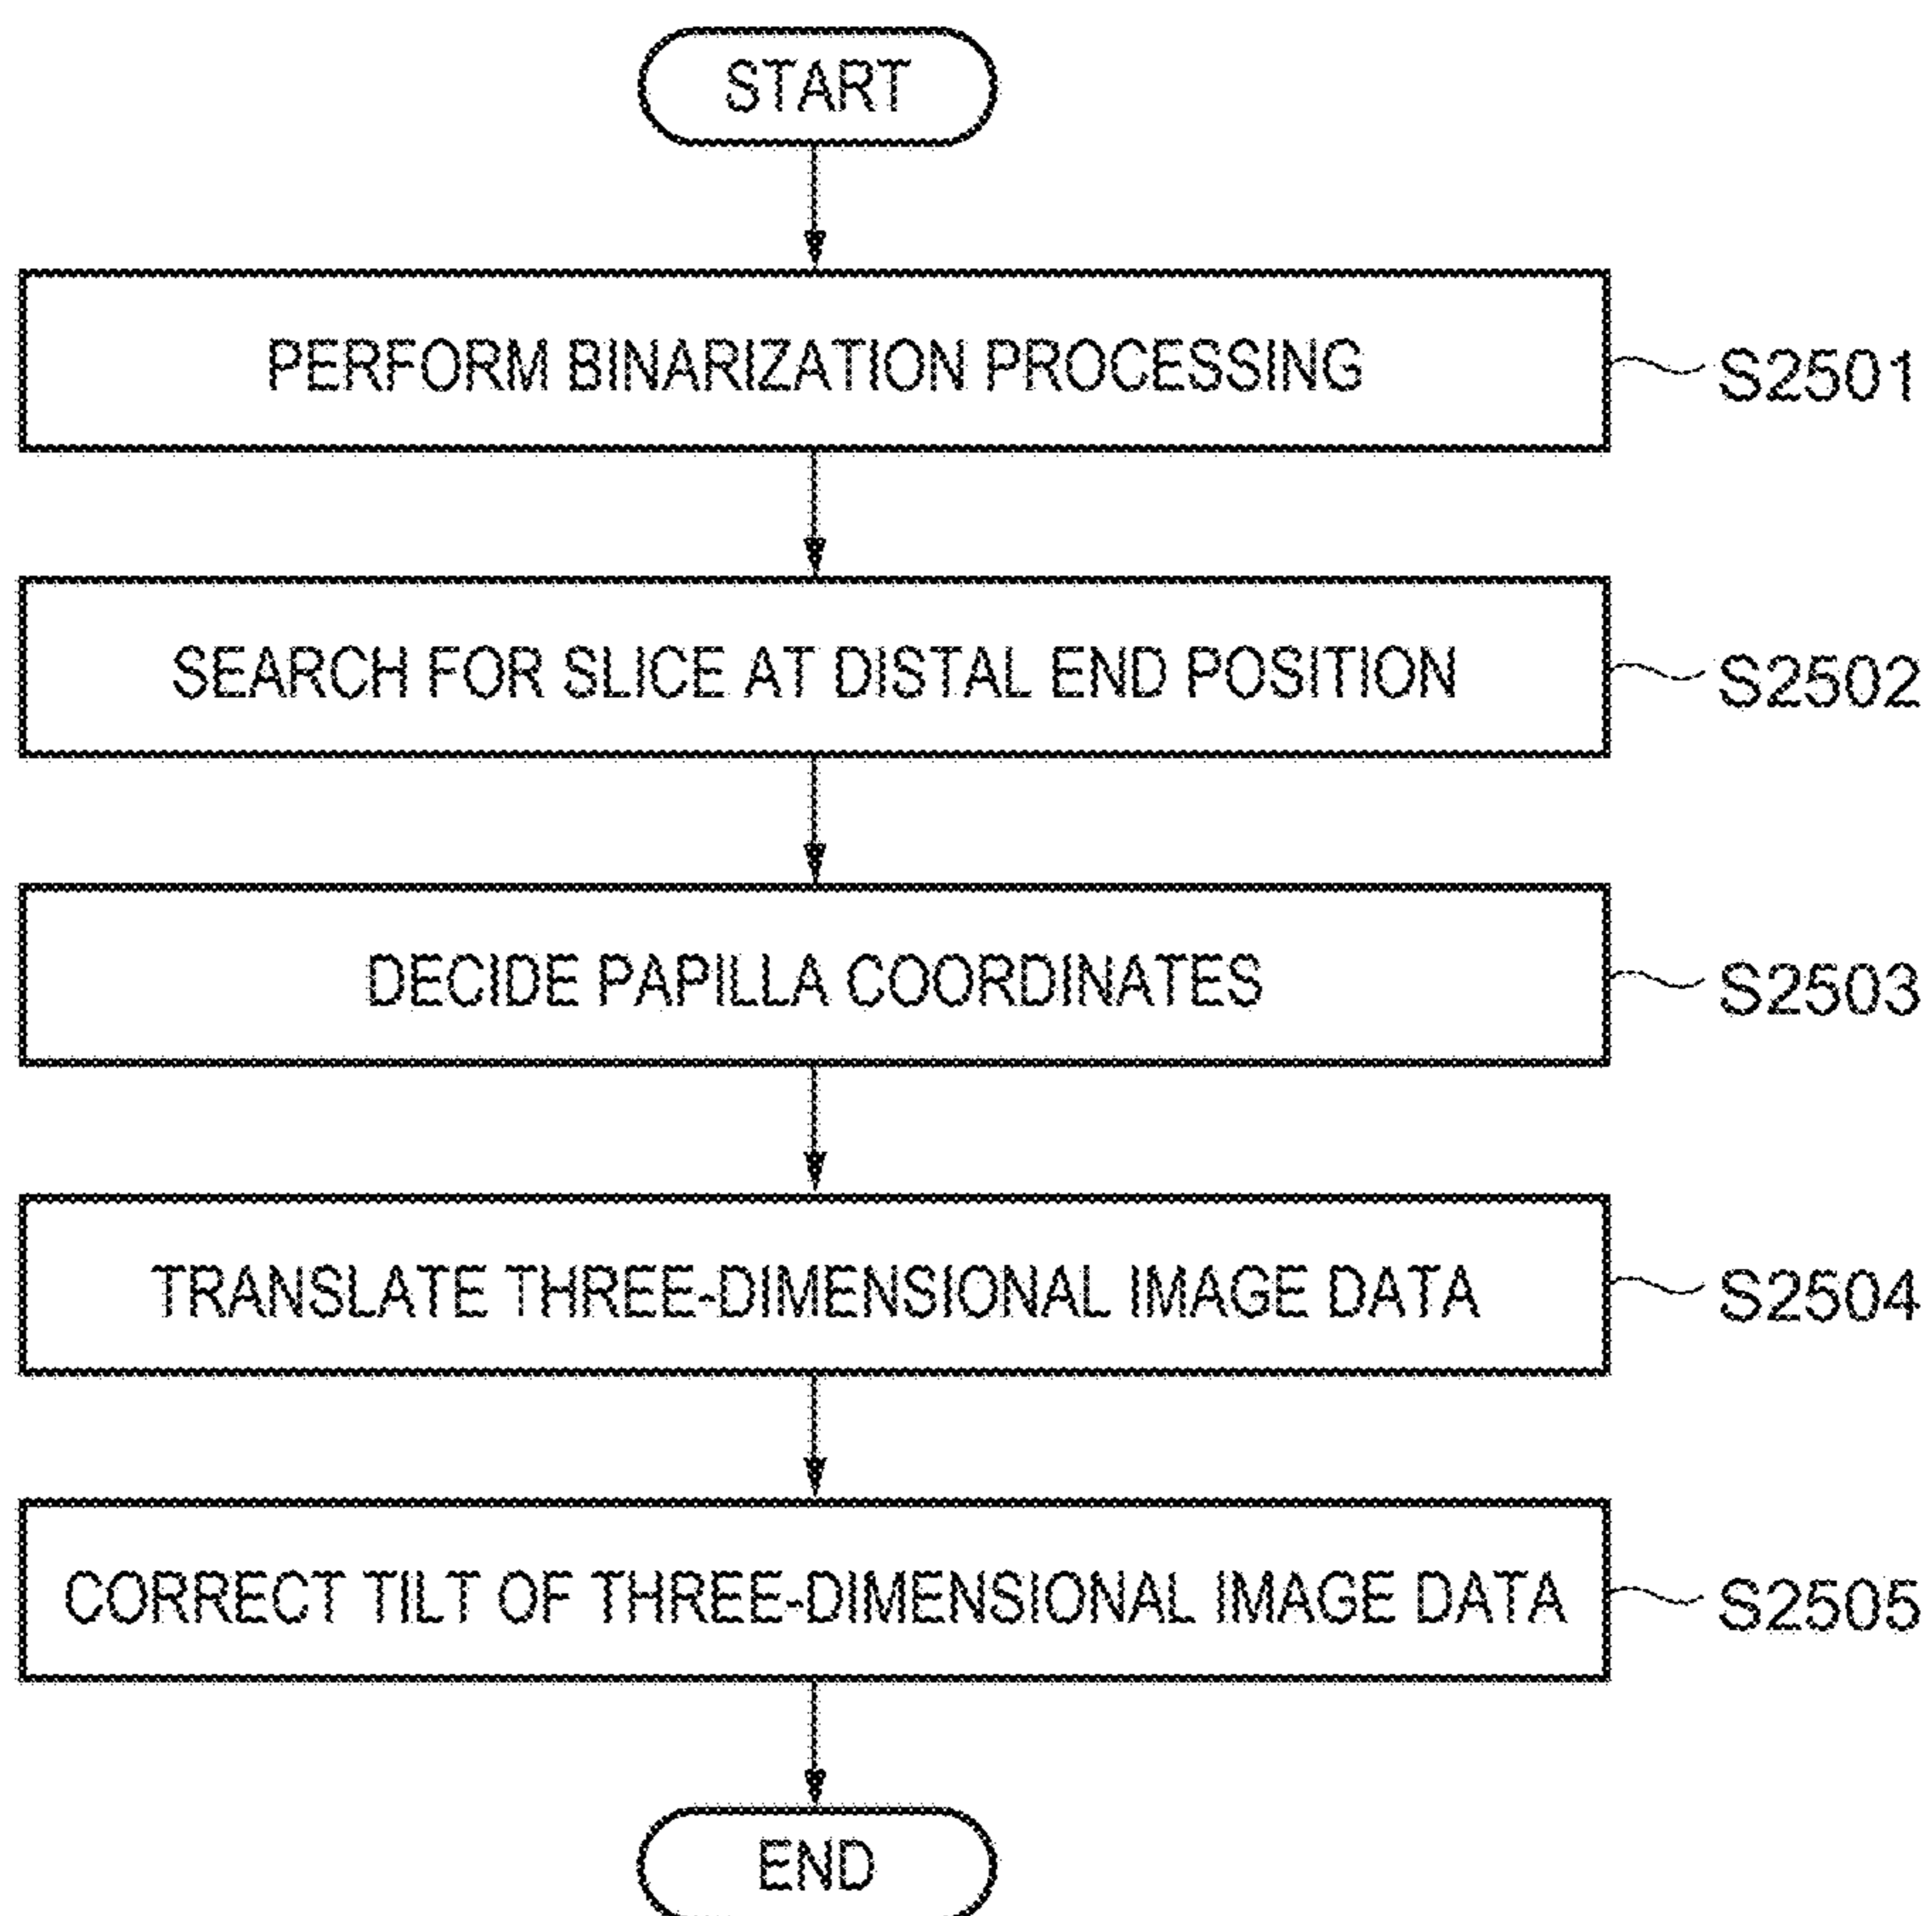 START
PERFORM BINARIZATION PROCESSING
S2501
SEARCH FOR SLICE AT DISTAL END POSITION
S2502
DECIDE PAPILLA COORDINATES
S2503
TRANSLATE THREE-DIMENSIONAL IMAGE DATA
S2504
CORRECT TILT OF THREE-DIMENSIONAL IMAGE DATA
S2505
END